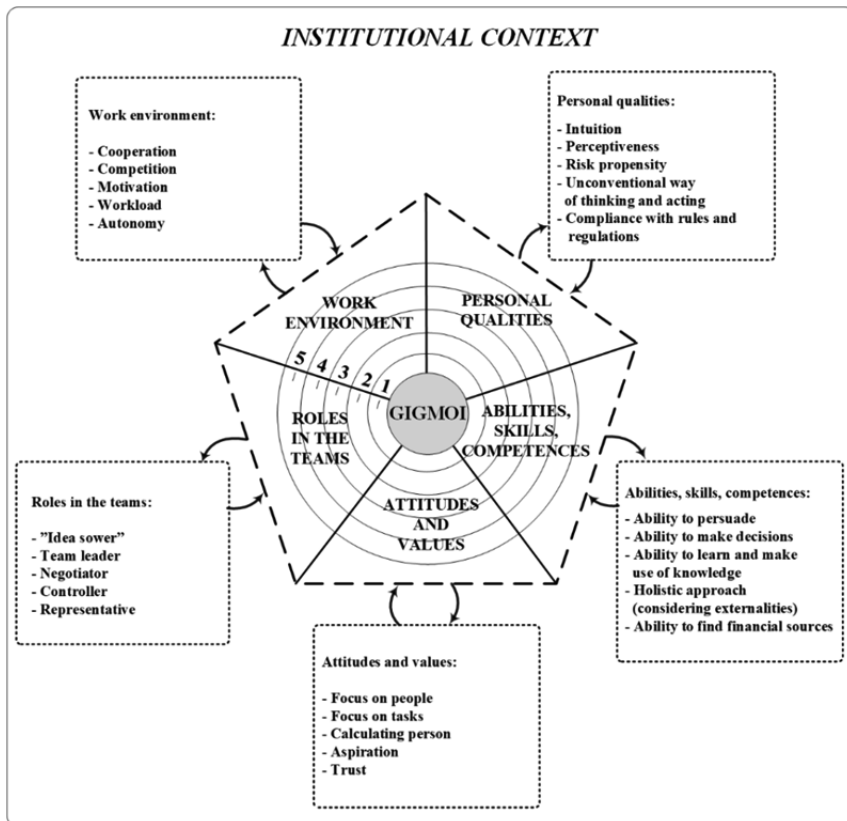 INSTITUTIONAL CONTEXT
Work environment:
- Cooperation
- Competition
- Motivation
- Workload
- Autonomy
Personal qualities:
- Intuition
- Perceptiveness
- Risk propensity
- Unconventional way
of thinking and acting
- Compliance with rules and
regulations
WORK
ENVIRONMENT
PERSONAL
QUALITIES
5 4 3 2 1
GIGMOI
ROLES
IN THE
TEAMS
ABILITIES,
SKILLS,
COMPETENCES
ATTITUDES
AND
VALUES
Roles in the teams:
- ”Idea sower”
- Team leader
- Negotiator
- Controller
- Representative
Abilities, skills, competences:
- Ability to persuade
- Ability to make decisions
- Ability to learn and make
use of knowledge
- Holistic approach
(considering externalities)
- Ability to find financial sources
Attitudes and values:
- Focus on people
- Focus on tasks
- Calculating person
- Aspiration
- Trust